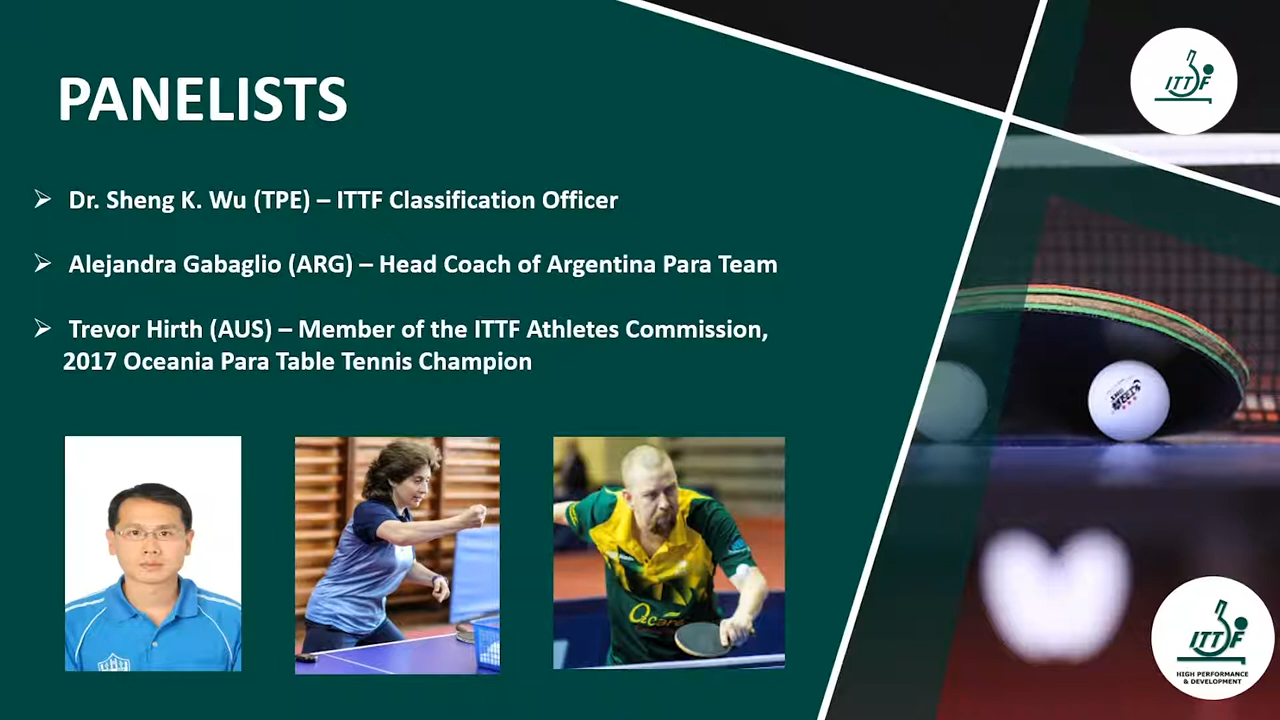 ITTF
PANELISTS
➢ Dr. Sheng K. Wu (TPE) – ITTF Classification Officer
➢ Alejandra Gabaglio (ARG) – Head Coach of Argentina Para Team
➢ Trevor Hirth (AUS) – Member of the ITTF Athletes Commission,
2017 Oceania Para Table Tennis Champion
ITTF
HIGH PERFORMANCE
& DEVELOPMENT